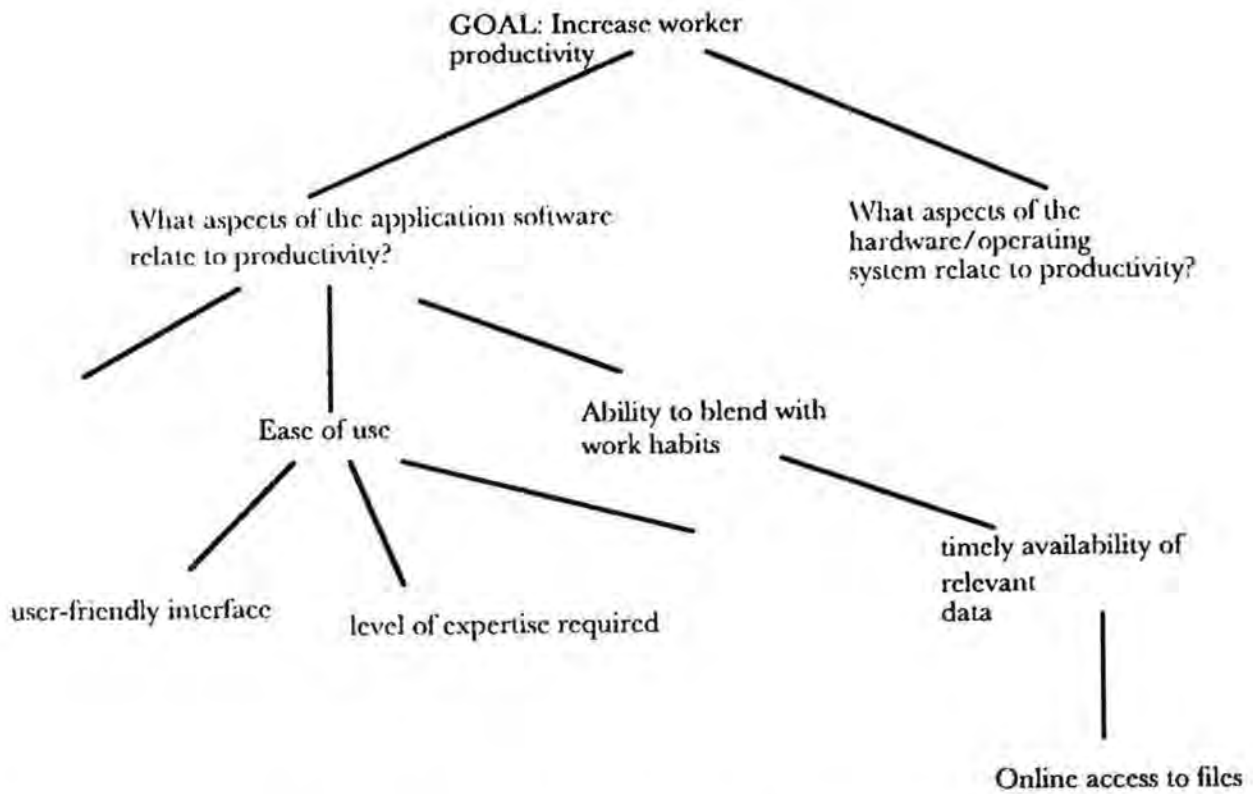 GOAL: Increase worker
productivity
What aspects of the application software
relate to productivity?
What aspects of the
hardware/operating
system relate to productivity?
Ease of use
Ability to blend with
work habits
user-friendly interface
level of expertise required
timely availability of
relevant
data
Online access to files